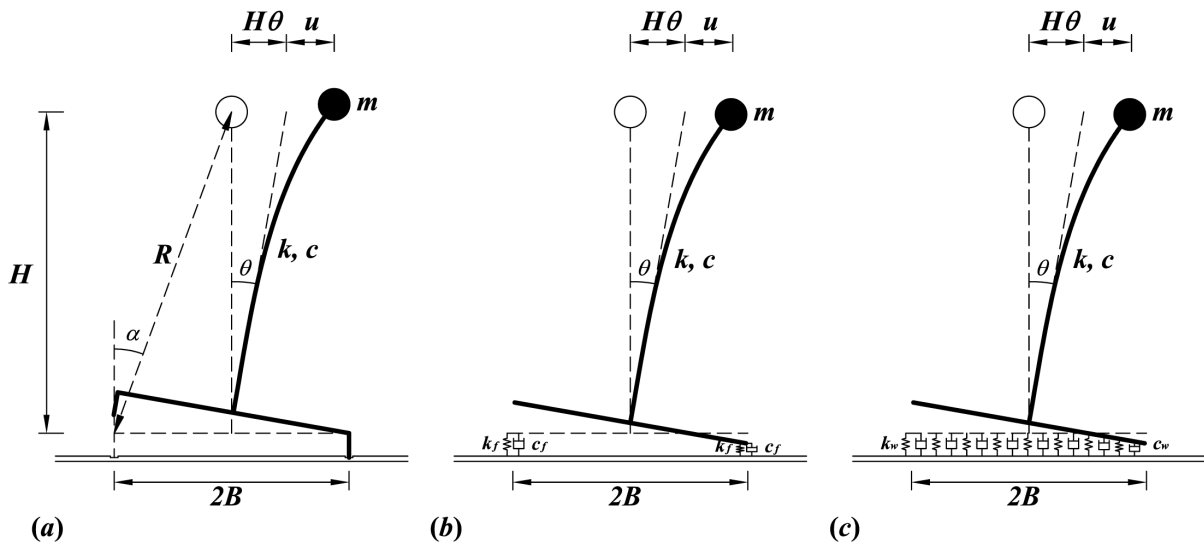 Hθ u
m
H
R
α
θ
k, c
2B
(a)
Hθ u
m
θ
k, c
k_f c_f
k_f c_f
2B
(b)
Hθ u
m
θ
k, c
k_w
c_w
2B
(c)